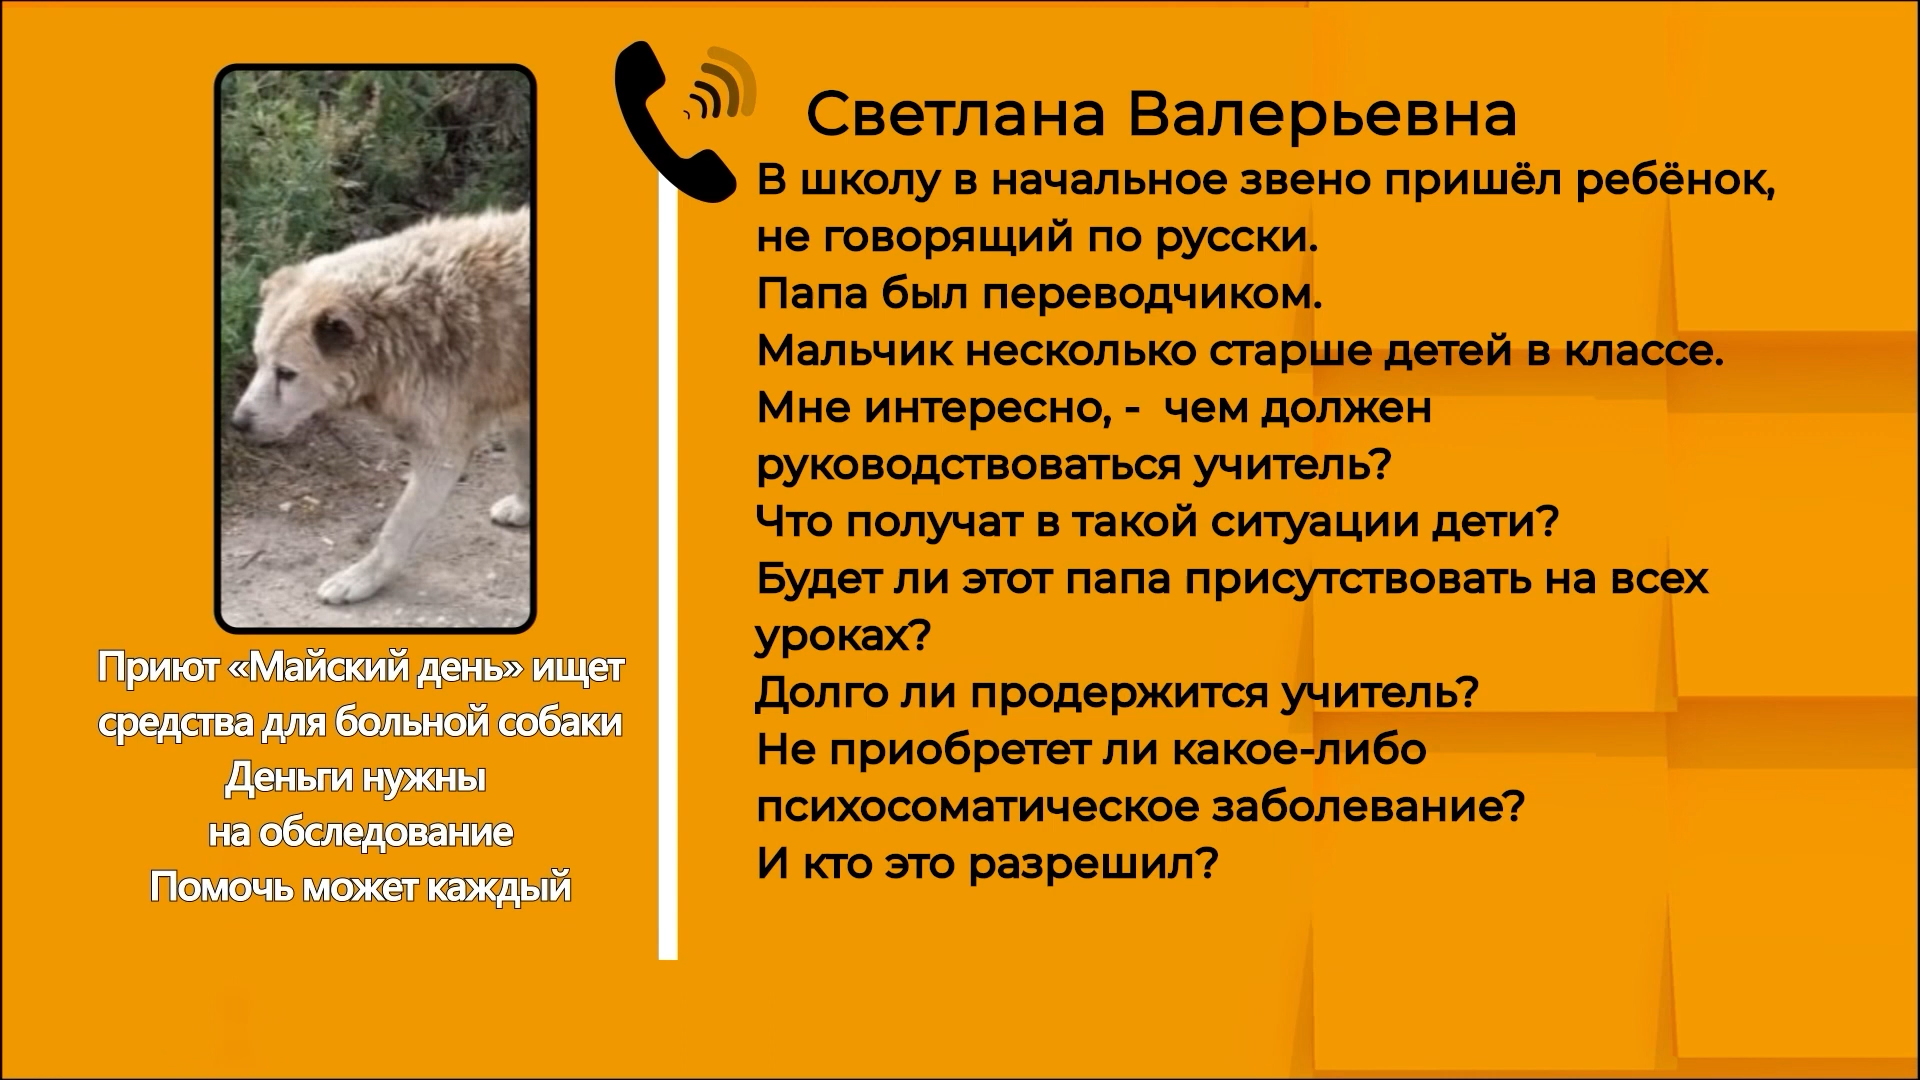 Светлана Валерьевна
В школу в начальное звено пришёл ребёнок,
не говорящий по русски.
Папа был переводчиком.
Мальчик несколько старше детей в классе.
Мне интересно, -  чем должен
руководствоваться учитель?
Что получат в такой ситуации дети?
Будет ли этот папа присутствовать на всех
уроках?
Долго ли продержится учитель?
Не приобретет ли какое-либо
психосоматическое заболевание?
И кто это разрешил?
Приют «Майский день» ищет
средства для больной собаки
Деньги нужны
на обследование
Помочь может каждый